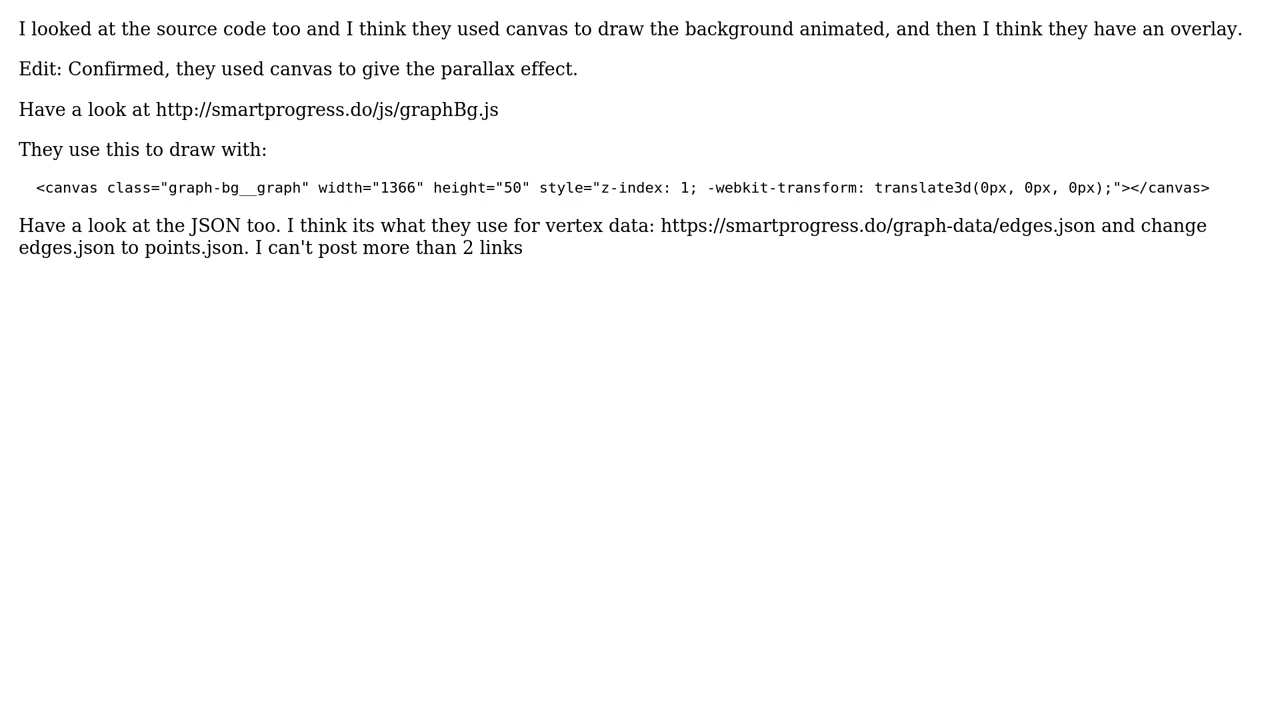 I looked at the source code too and I think they used canvas to draw the background animated, and then I think they have an overlay.
Edit: Confirmed, they used canvas to give the parallax effect.
Have a look at http://smartprogress.do/js/graphBg.js
They use this to draw with:
<canvas class="graph-bg__graph" width="1366" height="50" style="z-index: 1; -webkit-transform: translate3d(0px, 0px, 0px);"></canvas>
Have a look at the JSON too. I think its what they use for vertex data: https://smartprogress.do/graph-data/edges.json and change
edges.json to points.json. I can't post more than 2 links